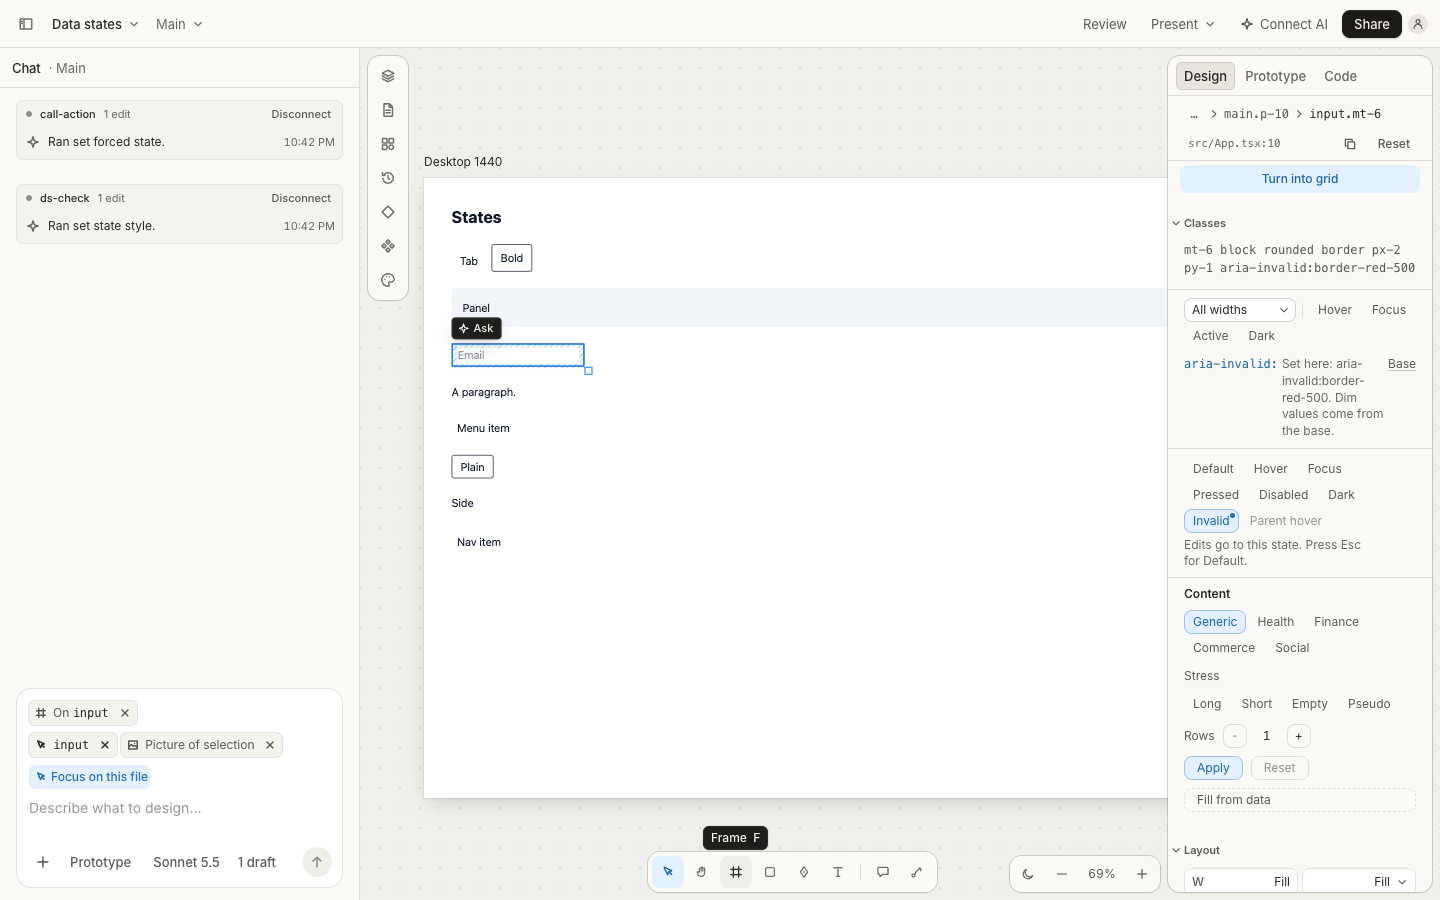 Data states
Main
Review
Present
Connect AI
Share
Chat · Main
call-action 1 edit Disconnect
Ran set forced state. 10:42 PM
ds-check 1 edit Disconnect
Ran set state style. 10:42 PM
On input
input
Picture of selection
Focus on this file
Describe what to design...
Prototype
Sonnet 5.5
1 draft
Desktop 1440
States
Tab
Bold
Panel
Ask
Email
A paragraph.
Menu item
Plain
Side
Nav item
Frame F
69%
Design Prototype Code
... > main.p-10 > input.mt-6
src/App.tsx:10
Reset
Turn into grid
Classes
mt-6 block rounded border px-2
py-1 aria-invalid:border-red-500
All widths
Hover Focus
Active Dark
aria-invalid:
Set here: aria-
invalid:border-
red-500. Dim
values come from
the base.
Base
Default Hover Focus
Pressed Disabled Dark
Invalid Parent hover
Edits go to this state. Press Esc
for Default.
Content
Generic Health Finance
Commerce Social
Stress
Long Short Empty Pseudo
Rows - 1 +
Apply Reset
Fill from data
Layout
W Fill Fill